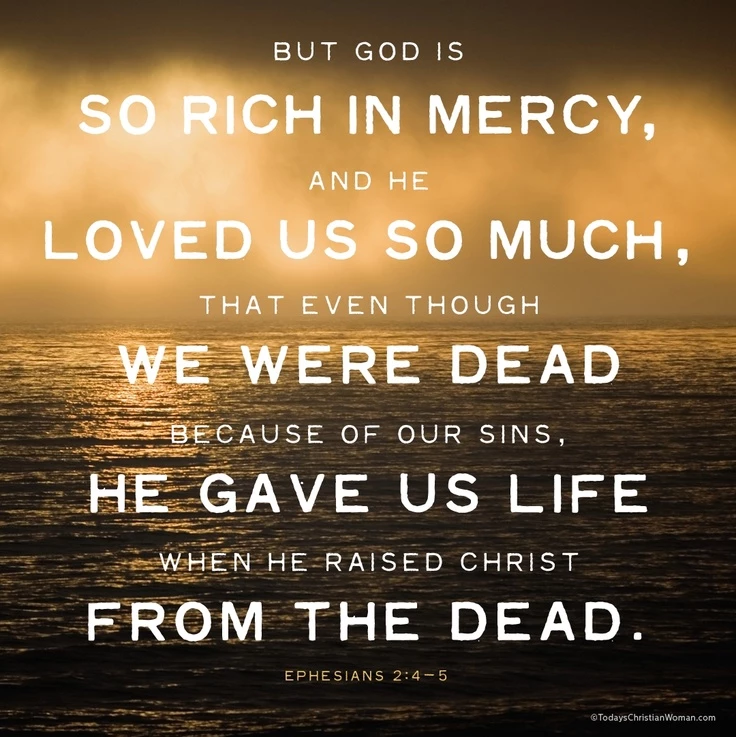 BUT GOD IS
SO RICH IN MERCY,
AND HE
LOVED US SO MUCH,
THAT EVEN THOUGH
WE WERE DEAD
BECAUSE OF OUR SINS,
HE GAVE US LIFE
WHEN HE RAISED CHRIST
FROM THE DEAD.
EPHESIANS 2:4–5
©TodaysChristianWoman.com